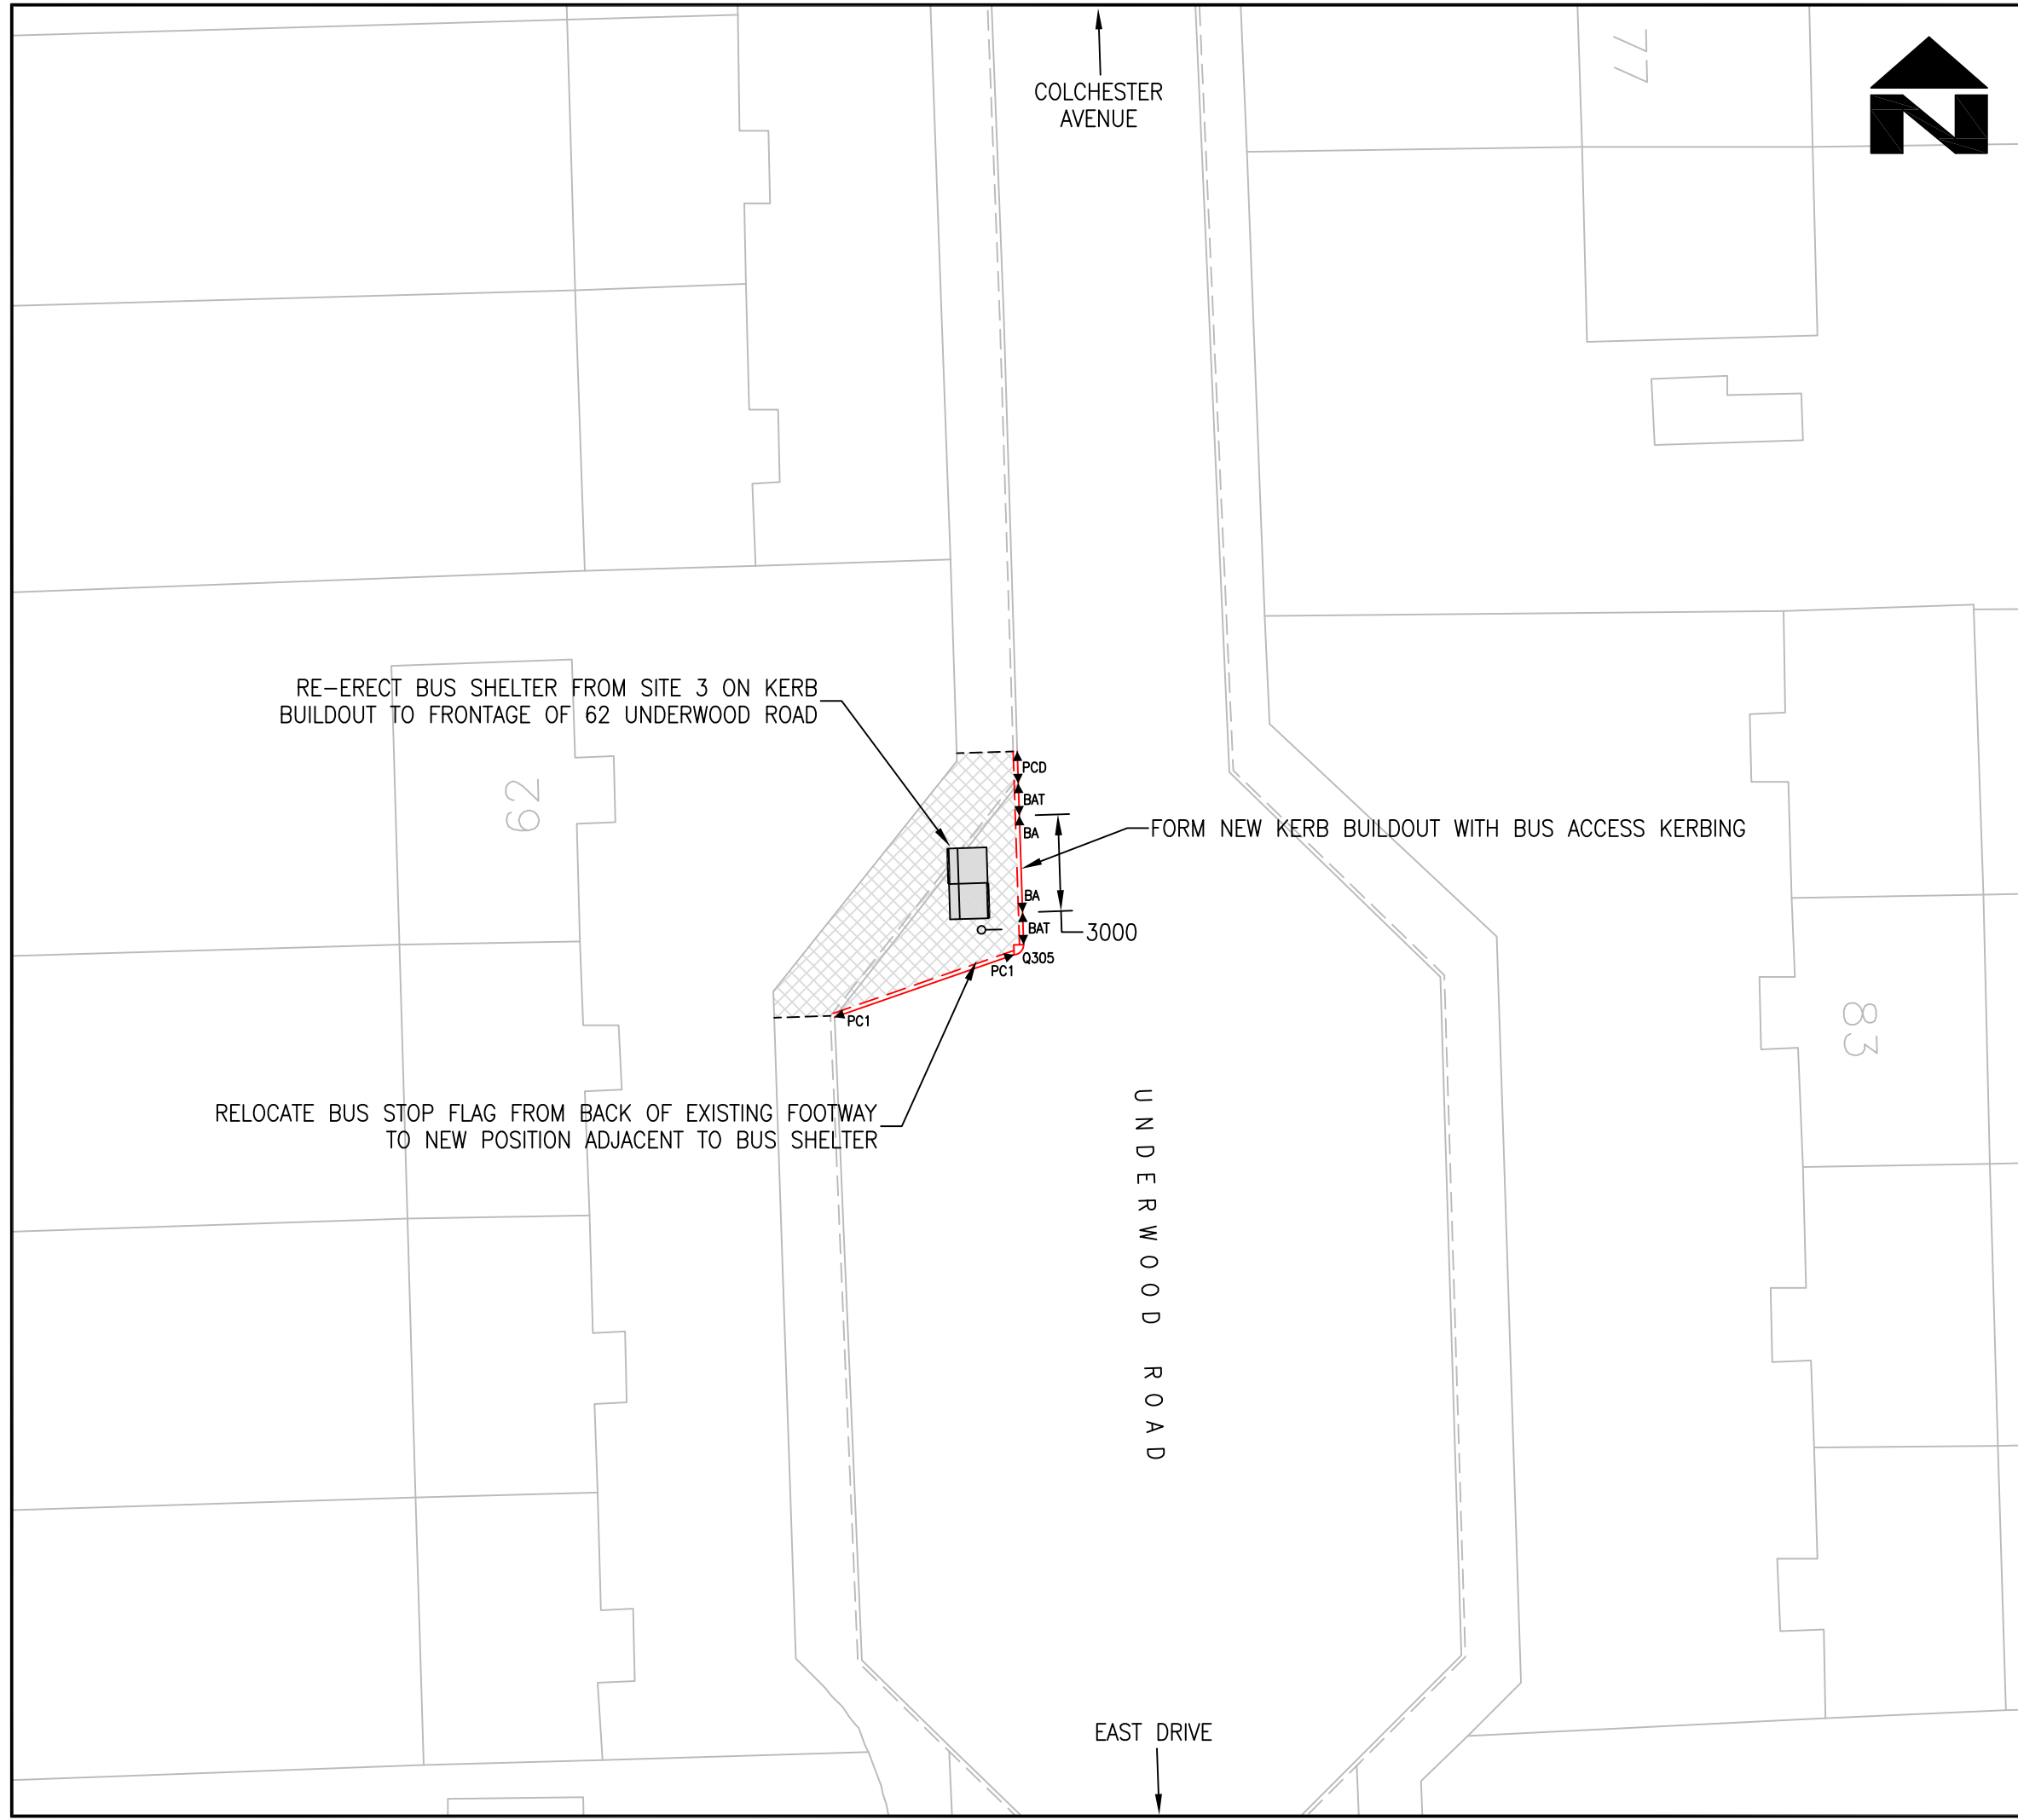 77
N
COLCHESTER
AVENUE
RE-ERECT BUS SHELTER FROM SITE 3 ON KERB
BUILDOUT TO FRONTAGE OF 62 UNDERWOOD ROAD
62
PCD
BAT
BA
FORM NEW KERB BUILDOUT WITH BUS ACCESS KERBING
BA
BAT
3000
Q305
PC1
PC1
83
RELOCATE BUS STOP FLAG FROM BACK OF EXISTING FOOTWAY
TO NEW POSITION ADJACENT TO BUS SHELTER
UNDERWOOD ROAD
EAST DRIVE